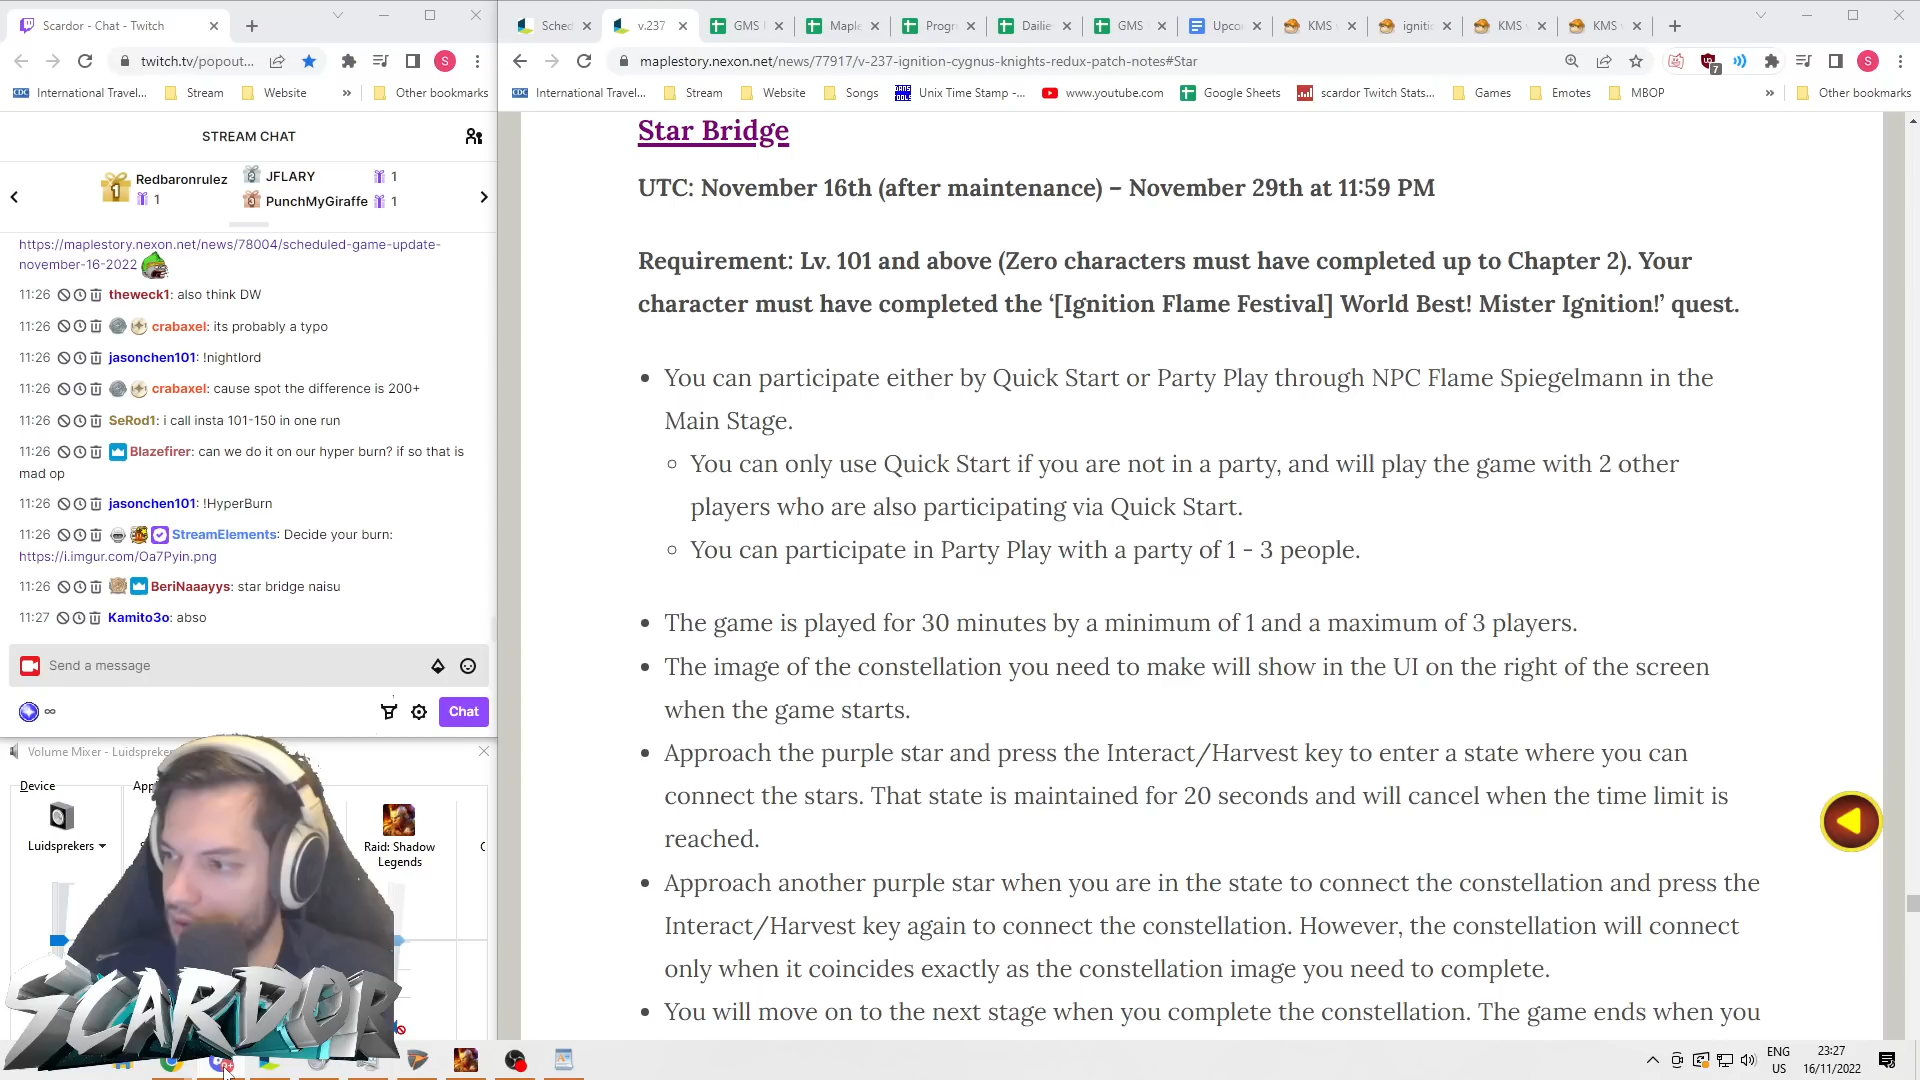 Scardor - Chat - Twitch
Sched
v.237
GMS
Maple
Progr
Dailie
GMS
Upco
KMS
igniti
KMS
KMS
twitch.tv/popout...
S
maplestory.nexon.net/news/77917/v-237-ignition-cygnus-knights-redux-patch-notes#Star
7
S
International Travel...
Stream
Website
»
Other bookmarks
International Travel...
Stream
Website
Songs
Unix Time Stamp -...
www.youtube.com
Google Sheets
scardor Twitch Stats...
Games
Emotes
MBOP
»
Other bookmarks
STREAM CHAT
1
Redbaronrulez
1
JFLARY
1
PunchMyGiraffe
1
https://maplestory.nexon.net/news/78004/scheduled-game-update-
november-16-2022
11:26 theweck1: also think DW
11:26 crabaxel: its probably a typo
11:26 jasonchen101: !nightlord
11:26 crabaxel: cause spot the difference is 200+
11:26 SeRod1: i call insta 101-150 in one run
11:26 Blazefirer: can we do it on our hyper burn? if so that is
mad op
11:26 jasonchen101: !HyperBurn
11:26 StreamElements: Decide your burn:
https://i.imgur.com/Oa7Pyin.png
11:26 BeriNaaayys: star bridge naisu
11:27 Kamito3o: abso
Send a message
∞
Chat
Volume Mixer - Luidspreke
Device
App
Luidsprekers
Raid: Shadow
Legends
SCARDOR
Star Bridge
UTC: November 16th (after maintenance) – November 29th at 11:59 PM
Requirement: Lv. 101 and above (Zero characters must have completed up to Chapter 2). Your
character must have completed the ‘[Ignition Flame Festival] World Best! Mister Ignition!’ quest.
• You can participate either by Quick Start or Party Play through NPC Flame Spiegelmann in the
Main Stage.
○ You can only use Quick Start if you are not in a party, and will play the game with 2 other
players who are also participating via Quick Start.
○ You can participate in Party Play with a party of 1 - 3 people.
• The game is played for 30 minutes by a minimum of 1 and a maximum of 3 players.
• The image of the constellation you need to make will show in the UI on the right of the screen
when the game starts.
• Approach the purple star and press the Interact/Harvest key to enter a state where you can
connect the stars. That state is maintained for 20 seconds and will cancel when the time limit is
reached.
• Approach another purple star when you are in the state to connect the constellation and press the
Interact/Harvest key again to connect the constellation. However, the constellation will connect
only when it coincides exactly as the constellation image you need to complete.
• You will move on to the next stage when you complete the constellation. The game ends when you
ENG
US
23:27
16/11/2022